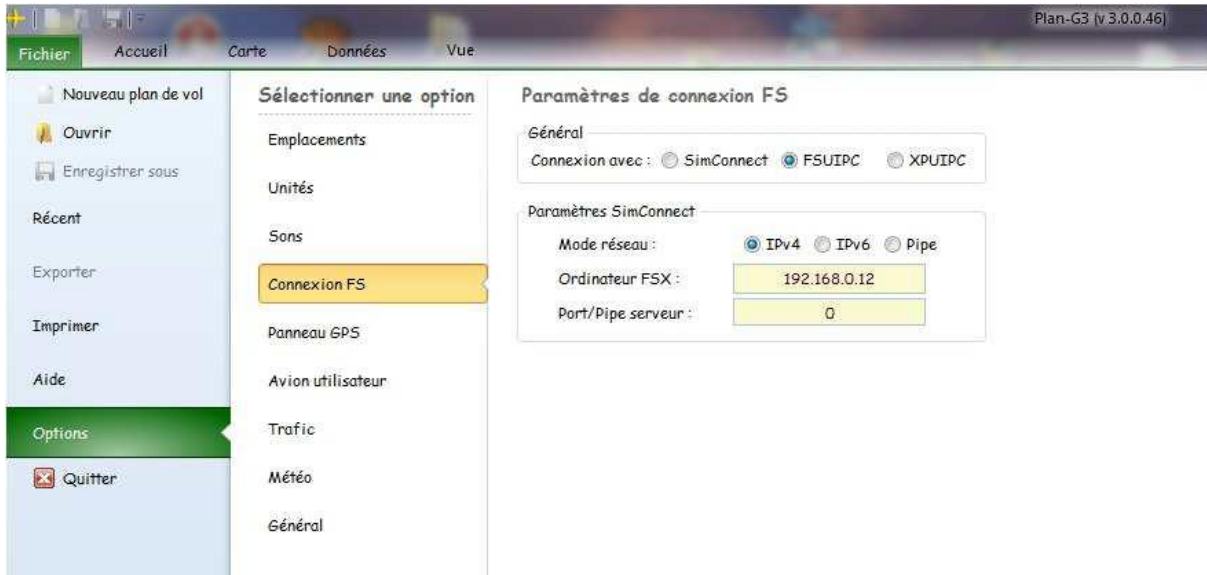 Plan-G3 (v 3.0.0.46)
Fichier Accueil Carte Données Vue
Nouveau plan de vol
Ouvrir
Enregistrer sous
Récent
Exporter
Imprimer
Aide
Options
Quitter
Sélectionner une option
Emplacements
Unités
Sons
Connexion FS
Panneau GPS
Avion utilisateur
Trafic
Météo
Général
Paramètres de connexion FS
Général
Connexion avec : SimConnect FSUIPC XPUIPC
Paramètres SimConnect
Mode réseau : IPv4 IPv6 Pipe
Ordinateur FSX : 192.168.0.12
Port/Pipe serveur : 0